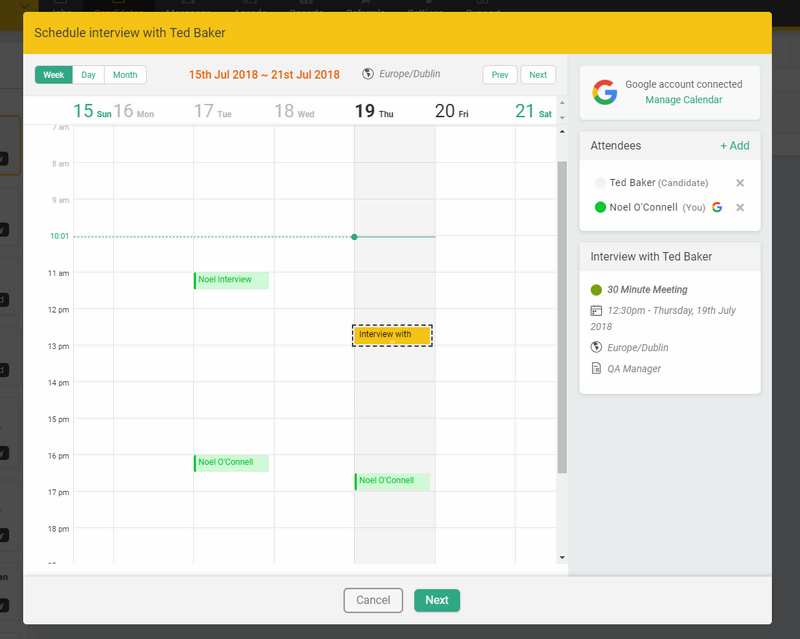 Schedule interview with Ted Baker
Week Day Month
15th Jul 2018 ~ 21st Jul 2018
Europe/Dublin
Prev Next
15 Sun 16 Mon 17 Tue 18 Wed 19 Thu 20 Fri 21 Sat
7 am
8 am
9 am
10:01
11 am
12 pm
13 pm
14 pm
15 pm
16 pm
17 pm
18 pm
Noel interview
Interview with
Noel O'Connell
Noel O'Connell
Google account connected
Manage Calendar
Attendees + Add
Ted Baker (Candidate)
Noel O'Connell (You)
Interview with Ted Baker
30 Minute Meeting
12:30pm - Thursday, 19th July
2018
Europe/Dublin
QA Manager
Cancel Next